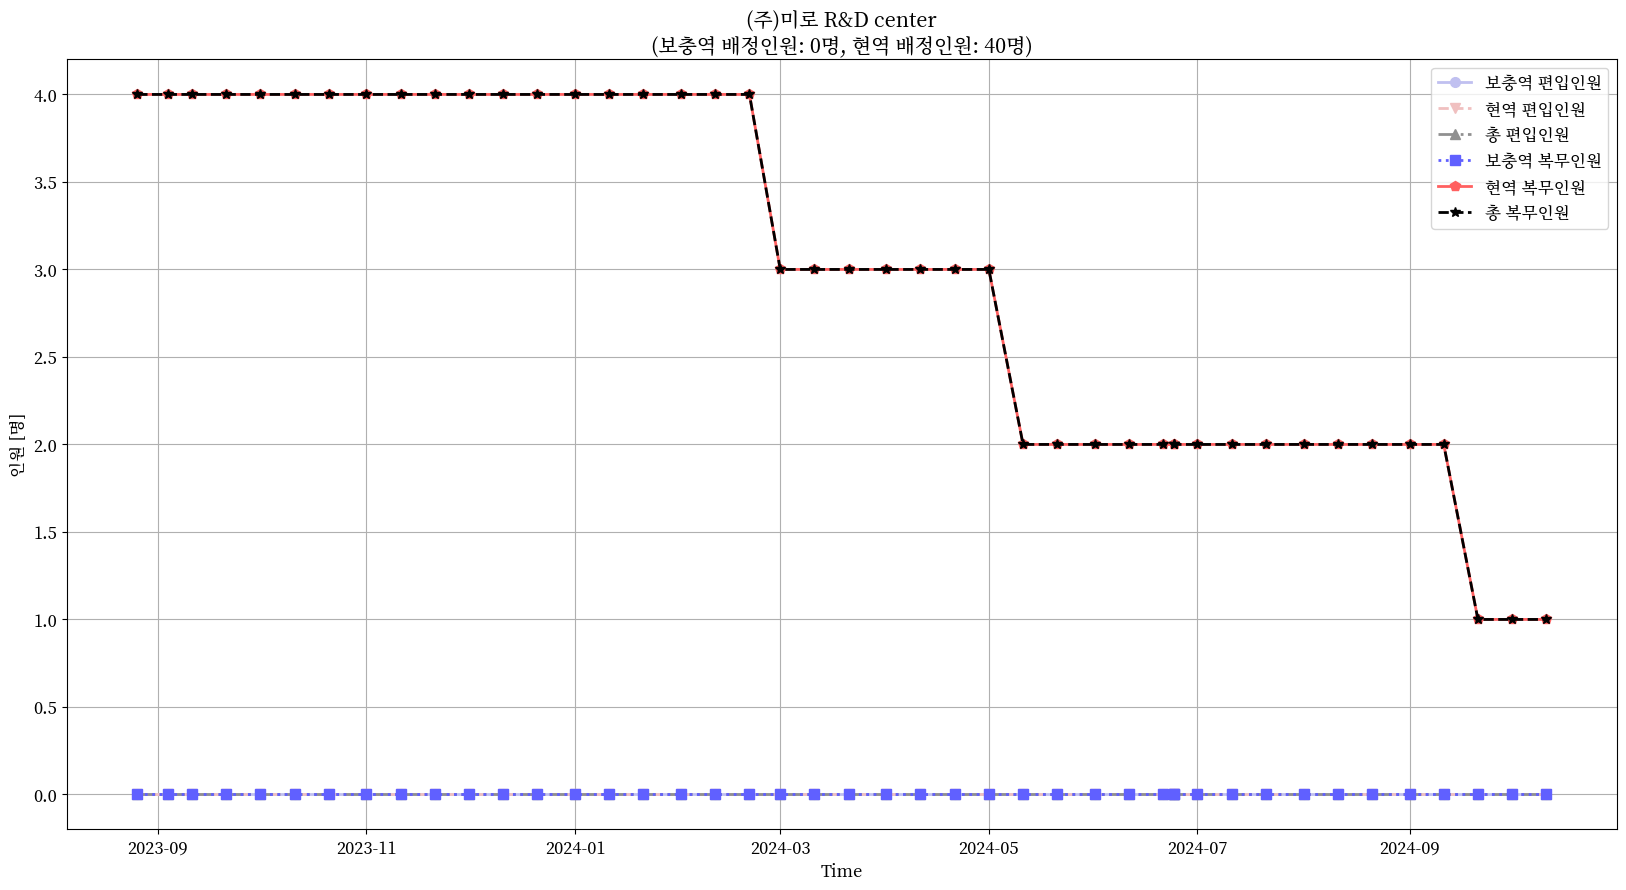 (주)미로 R&D center
(보충역 배정인원: 0명, 현역 배정인원: 40명)
보충역 편입인원
현역 편입인원
총 편입인원
보충역 복무인원
현역 복무인원
총 복무인원
4.0
3.5
3.0
2.5
2.0
1.5
1.0
0.5
0.0
인원 [명]
2023-09 2023-11 2024-01 2024-03 2024-05 2024-07 2024-09
Time